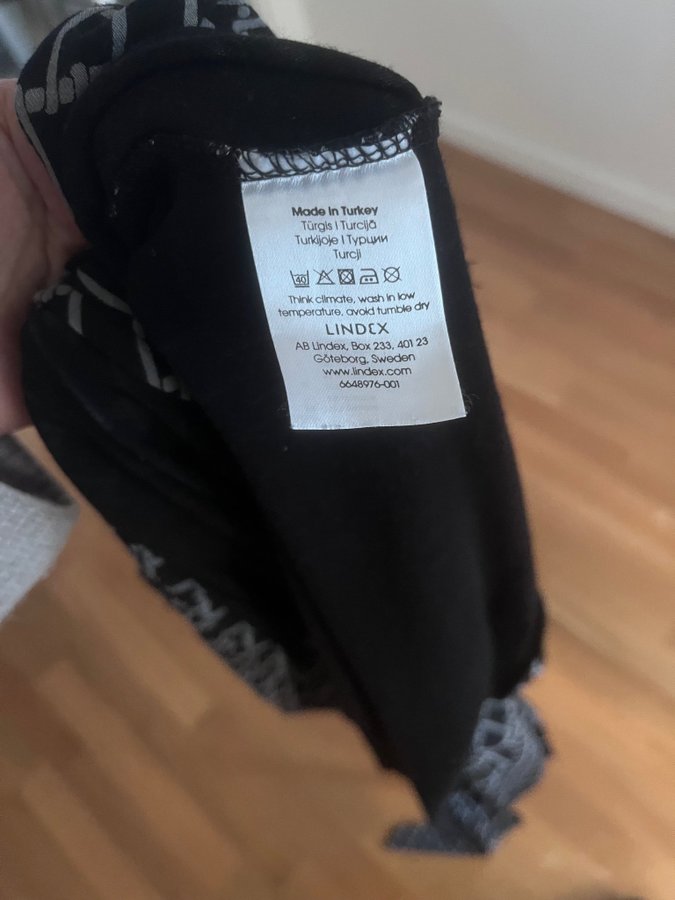 Made in Turkey
Türgis I Turcijā
Turkijoje I Турции
Turcji
40
Think climate, wash in low
temperature, avoid tumble dry
LINDEX
AB Lindex, Box 233, 401 23
Göteborg, Sweden
www.lindex.com
6648976-001